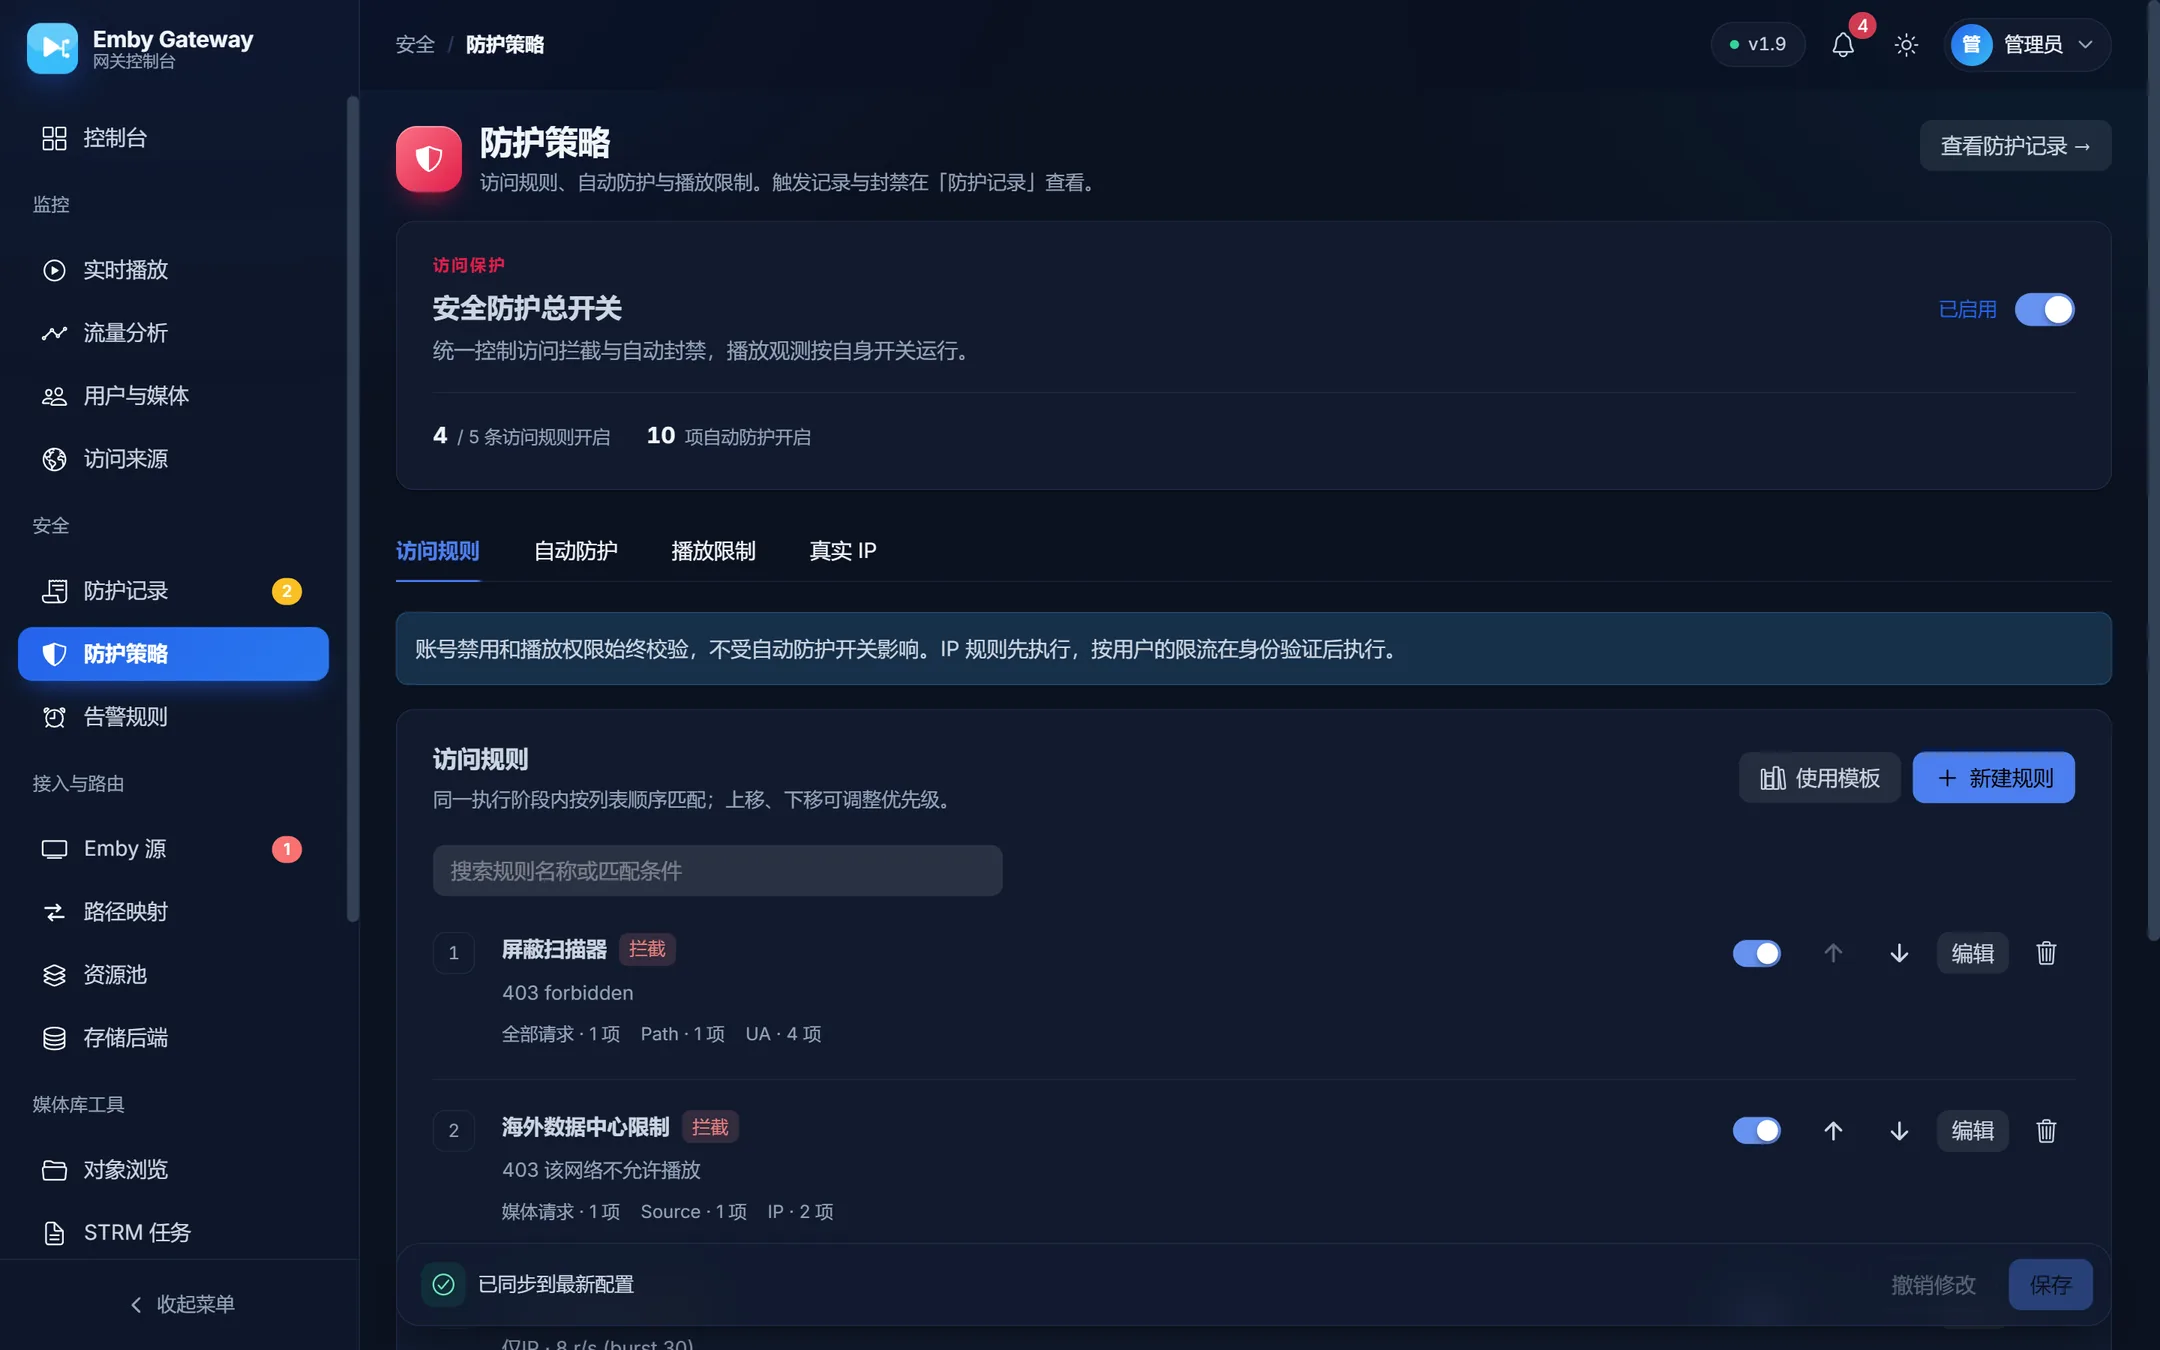 Emby Gateway
网关控制台
控制台
监控
实时播放
流量分析
用户与媒体
访问来源
安全
防护记录 2
防护策略
告警规则
接入与路由
Emby 源 1
路径映射
资源池
存储后端
媒体库工具
对象浏览
STRM 任务
收起菜单
安全 / 防护策略
v1.9
4
管 管理员
防护策略
访问规则、自动防护与播放限制。触发记录与封禁在「防护记录」查看。
查看防护记录 →
访问保护
安全防护总开关
统一控制访问拦截与自动封禁，播放观测按自身开关运行。
已启用
4 / 5 条访问规则开启 10 项自动防护开启
访问规则 自动防护 播放限制 真实 IP
账号禁用和播放权限始终校验，不受自动防护开关影响。IP 规则先执行，按用户的限流在身份验证后执行。
访问规则
同一执行阶段内按列表顺序匹配；上移、下移可调整优先级。
使用模板
新建规则
搜索规则名称或匹配条件
1 屏蔽扫描器 拦截
403 forbidden
全部请求 · 1 项 Path · 1 项 UA · 4 项
编辑
2 海外数据中心限制 拦截
403 该网络不允许播放
媒体请求 · 1 项 Source · 1 项 IP · 2 项
编辑
已同步到最新配置
撤销修改 保存
仅IP · 8 r/s (burst 30)